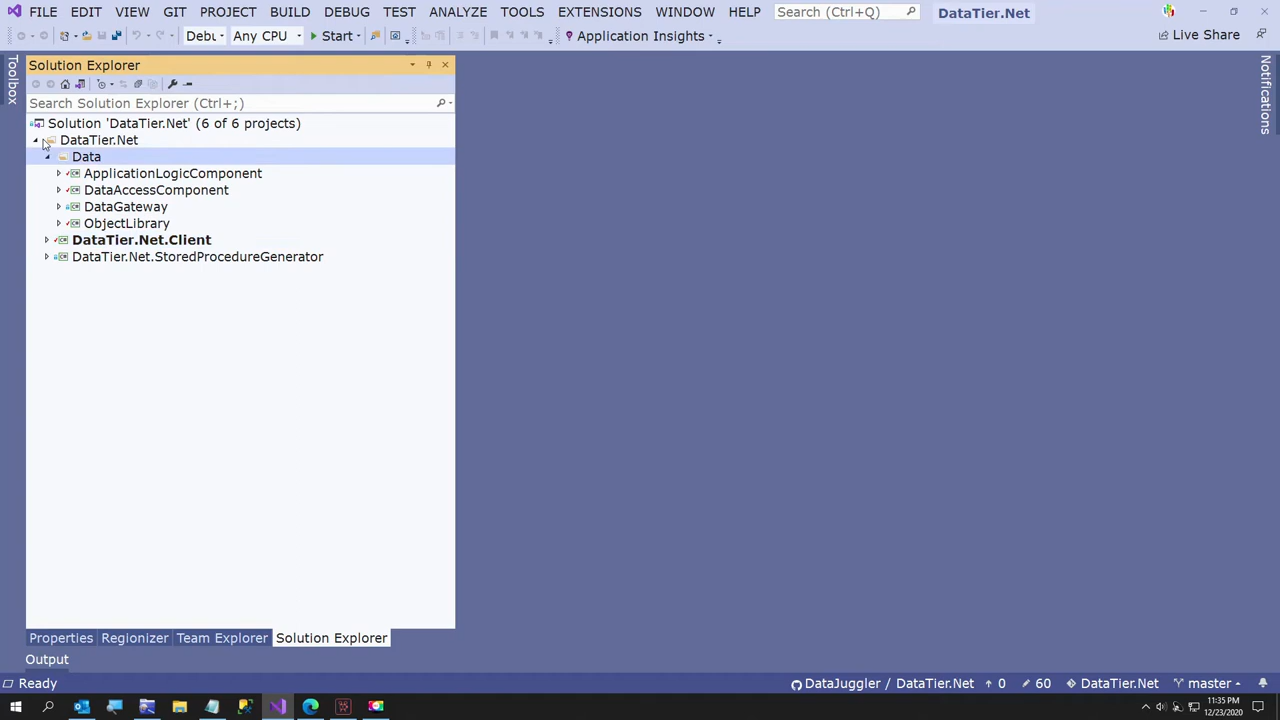 FILE EDIT VIEW GIT PROJECT BUILD DEBUG TEST ANALYZE TOOLS EXTENSIONS WINDOW HELP Search (Ctrl+Q) DataTier.Net
Debu Any CPU Start Application Insights Live Share
Toolbox
Solution Explorer
Search Solution Explorer (Ctrl+;)
Solution 'DataTier.Net' (6 of 6 projects)
DataTier.Net
Data
ApplicationLogicComponent
DataAccessComponent
DataGateway
ObjectLibrary
DataTier.Net.Client
DataTier.Net.StoredProcedureGenerator
Notifications
Properties Regionizer Team Explorer Solution Explorer
Output
Ready DataJuggler / DataTier.Net 0 60 DataTier.Net master
11:35 PM
12/23/2020